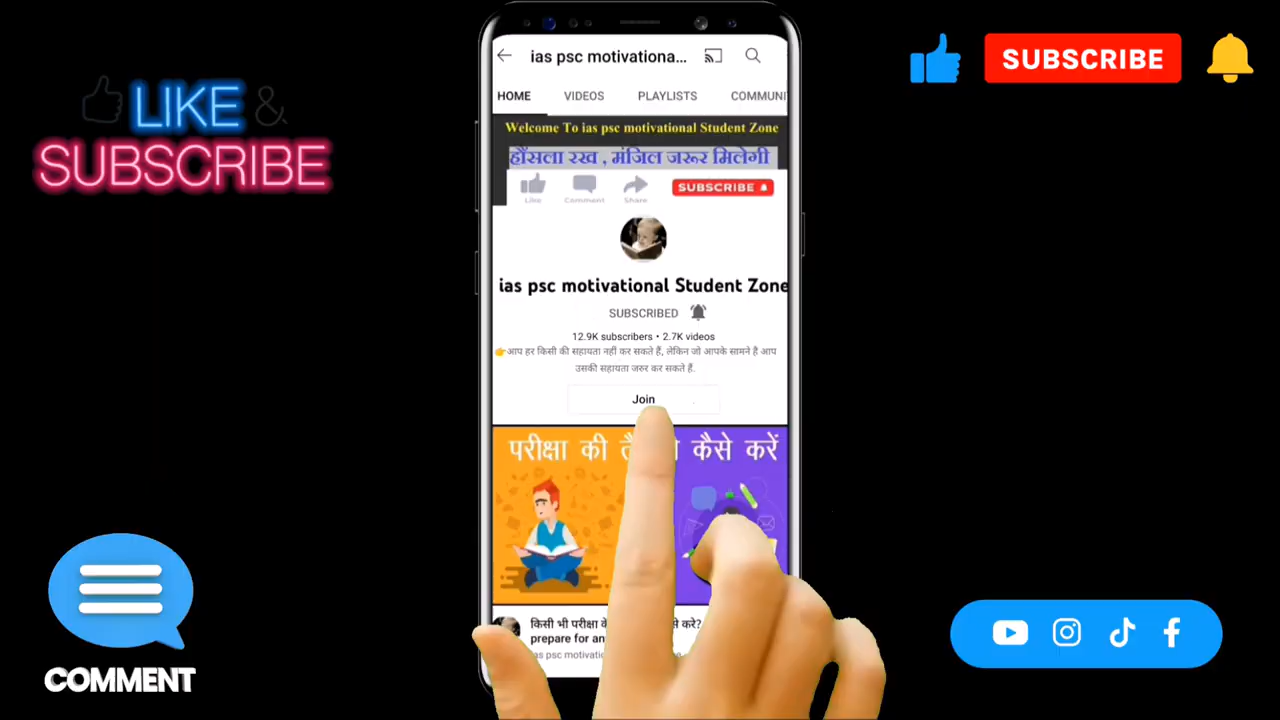 ias psc motivationa...
HOME VIDEOS PLAYLISTS COMMUNI
Welcome To ias psc motivational Student Zone
हौंसला रख , मंजिल जरूर मिलेगी
Like Comment Share SUBSCRIBE
ias psc motivational Student Zone
SUBSCRIBED
12.9K subscribers • 2.7K videos
👉आप हर किसी की सहायता नहीं कर सकते हैं, लेकिन जो आपके सामने है आप
उसकी सहायता जरुर कर सकते हैं.
Join
परीक्षा की कैसे करें
किसी भी परीक्षा से करे?
prepare for
ias psc
LIKE &
SUBSCRIBE
SUBSCRIBE
COMMENT